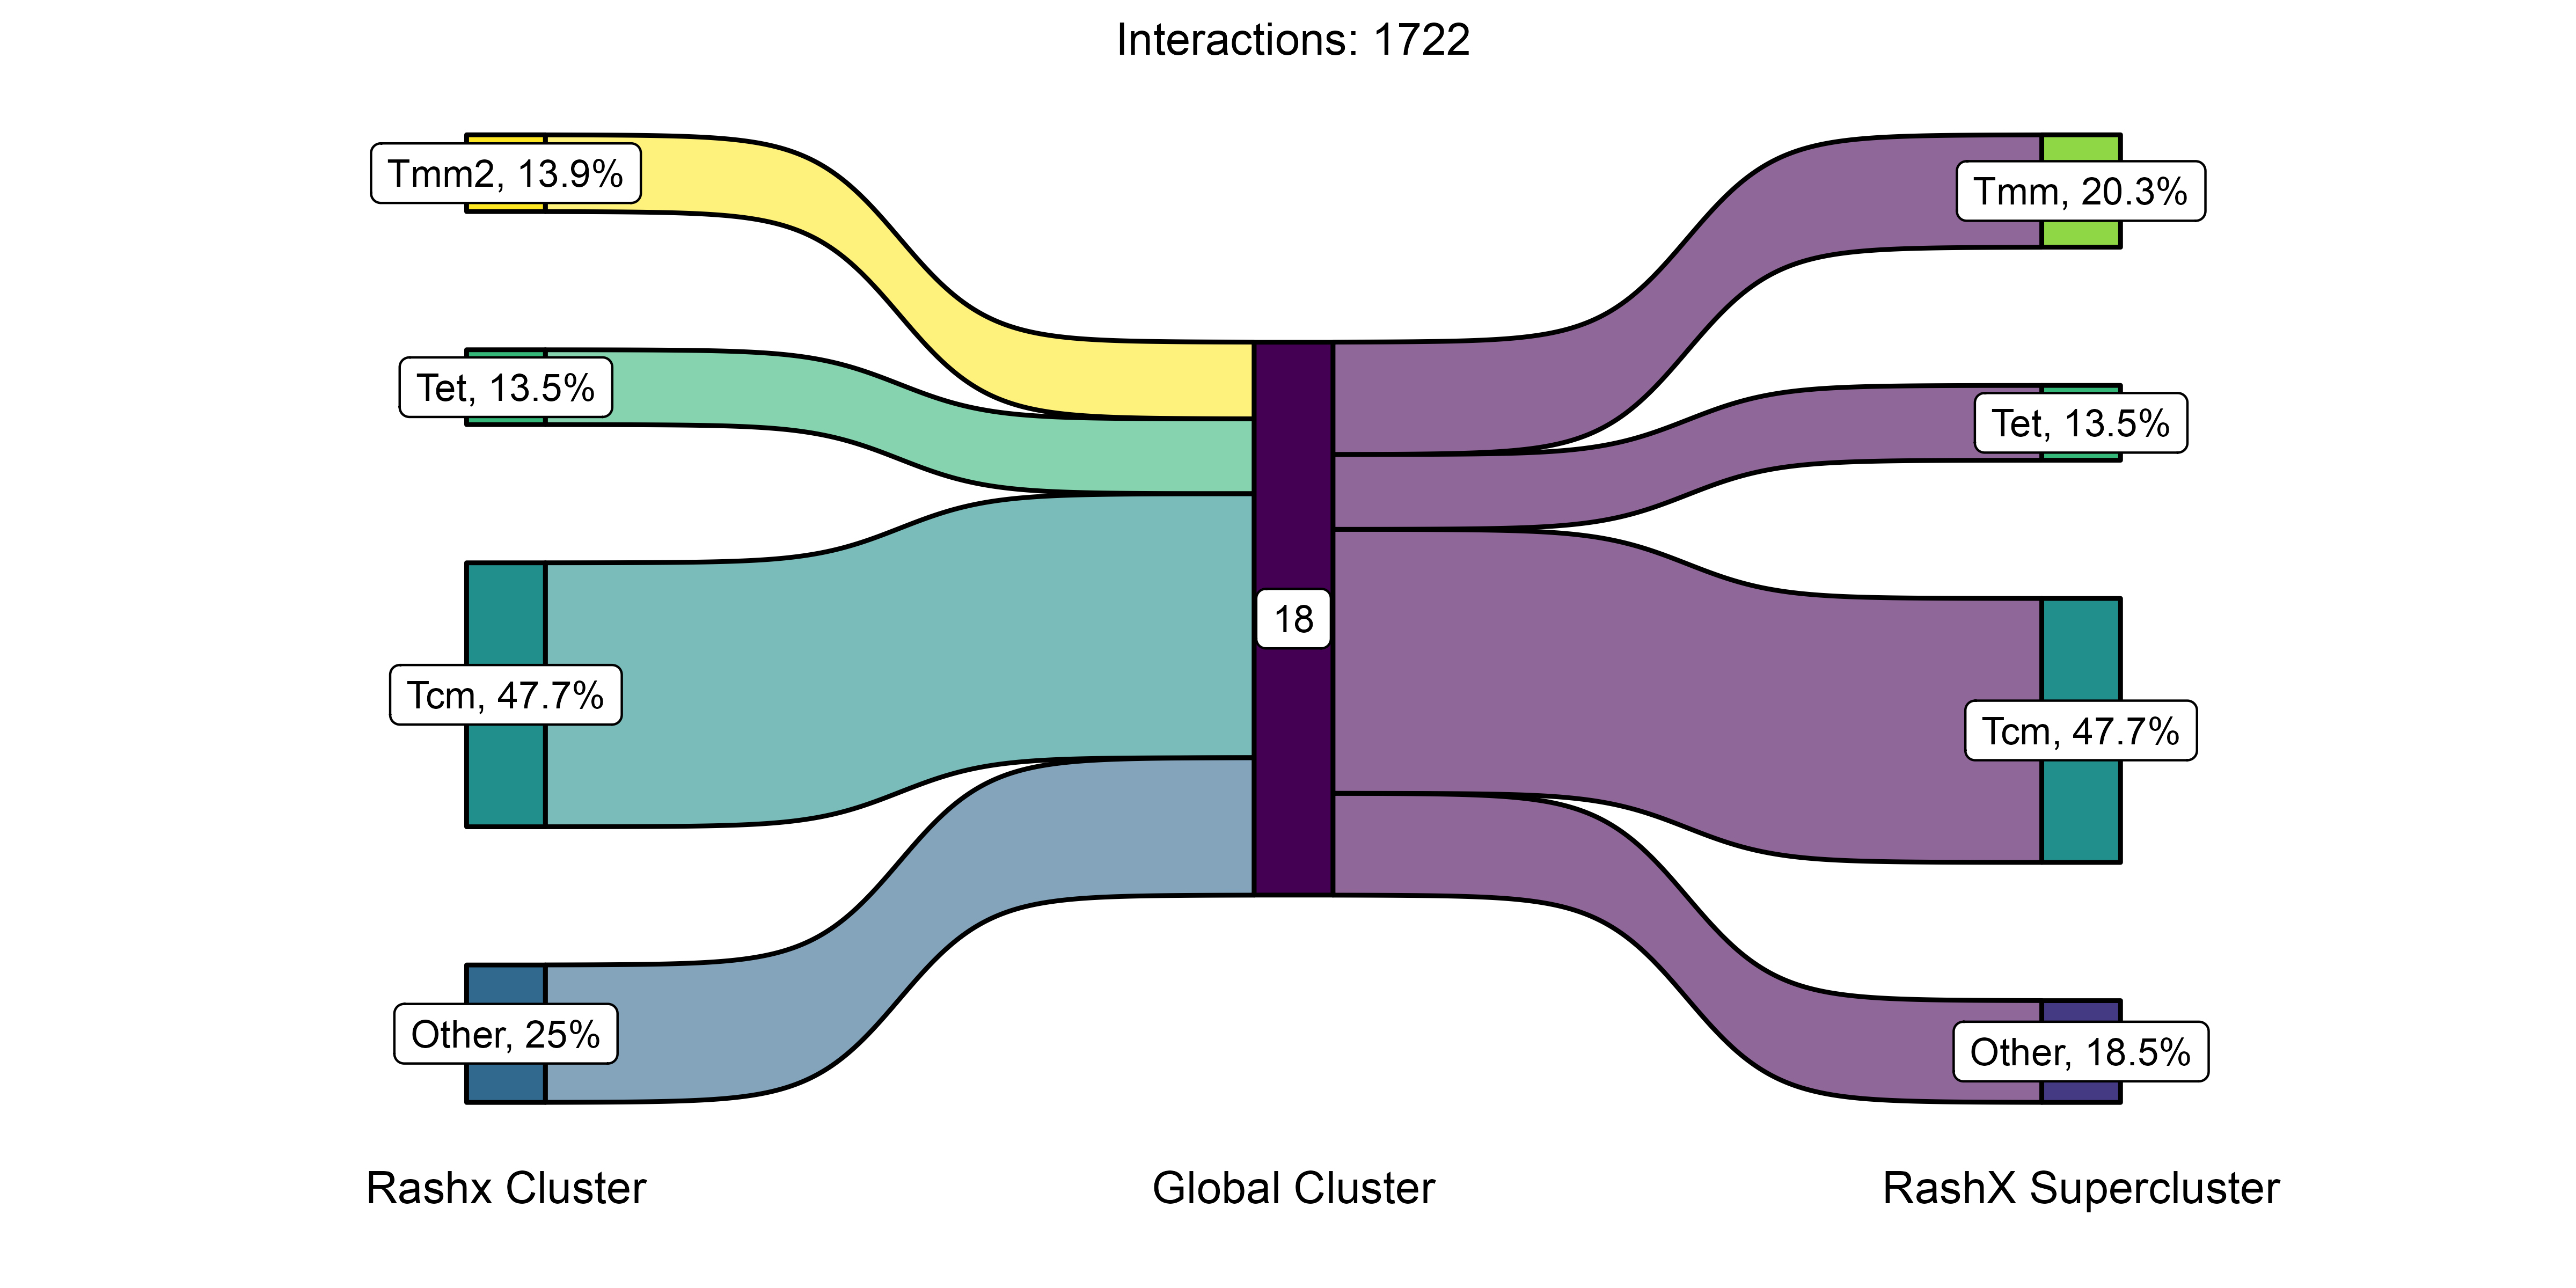 Interactions: 1722
Tmm2, 13.9%
Tmm, 20.3%
Tet, 13.5%
Tet, 13.5%
18
Tcm, 47.7%
Tcm, 47.7%
Other, 25%
Other, 18.5%
Rashx Cluster
Global Cluster
RashX Supercluster